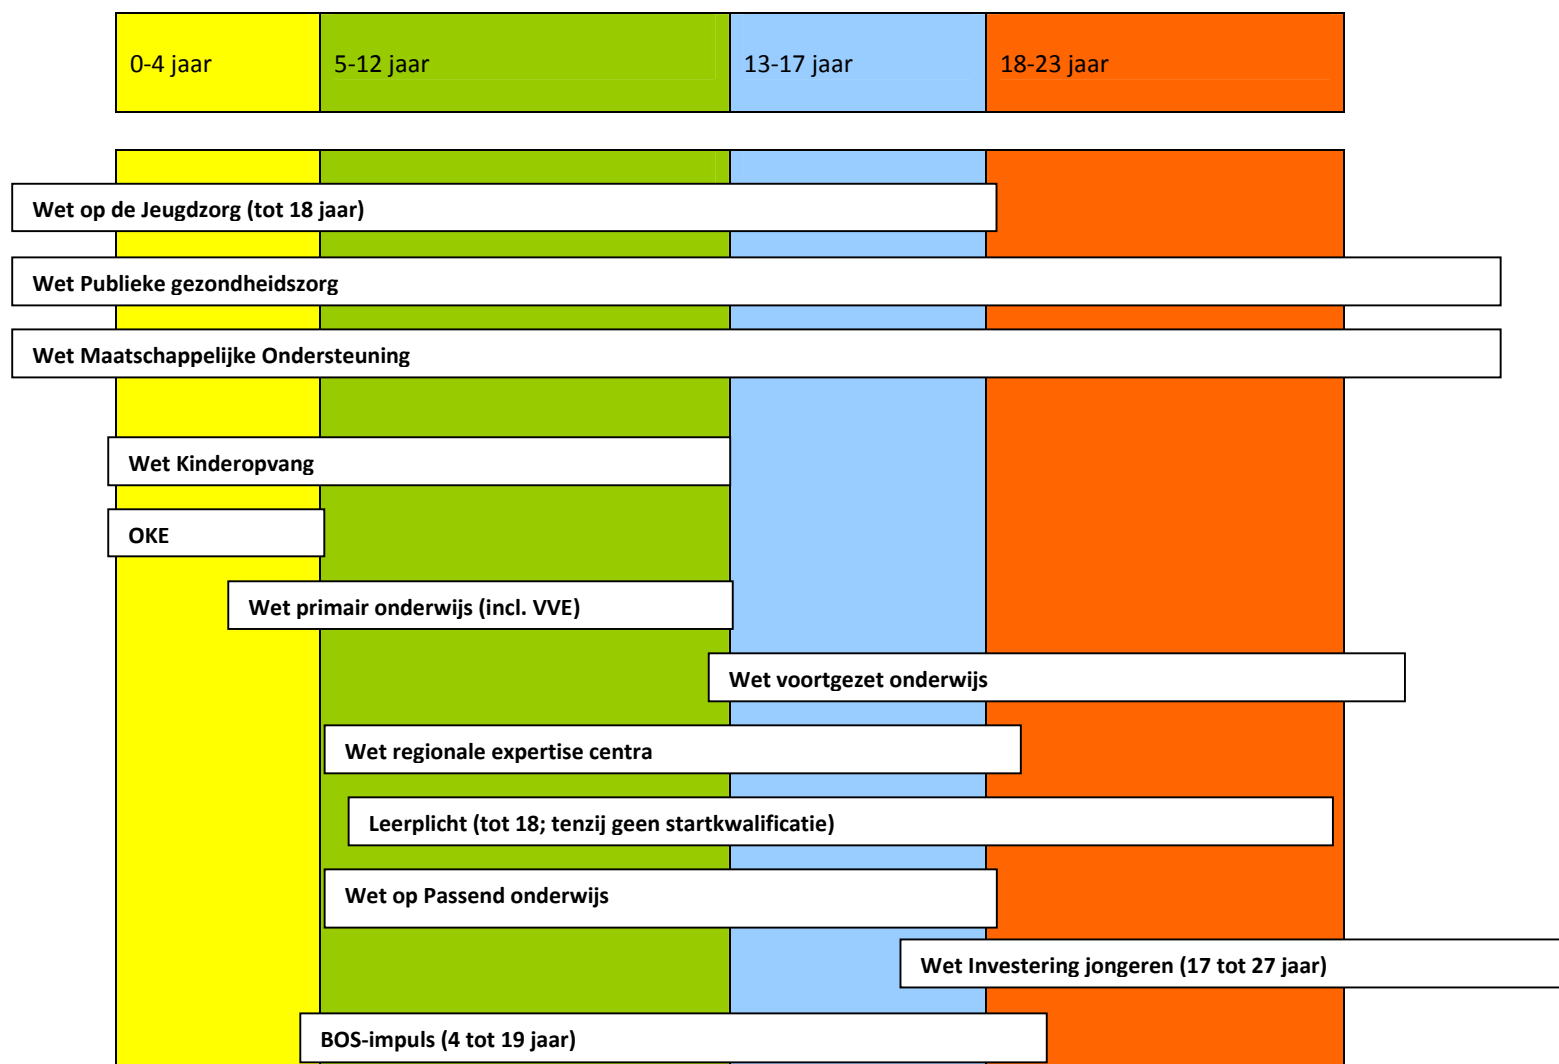 0-4 jaar
5-12 jaar
13-17 jaar
18-23 jaar
Wet op de Jeugdzorg (tot 18 jaar)
Wet Publieke gezondheidszorg
Wet Maatschappelijke Ondersteuning
Wet Kinderopvang
OKE
Wet primair onderwijs (incl. VVE)
Wet voortgezet onderwijs
Wet regionale expertise centra
Leerplicht (tot 18; tenzij geen startkwalificatie)
Wet op Passend onderwijs
Wet Investering jongeren (17 tot 27 jaar)
BOS-impuls (4 tot 19 jaar)